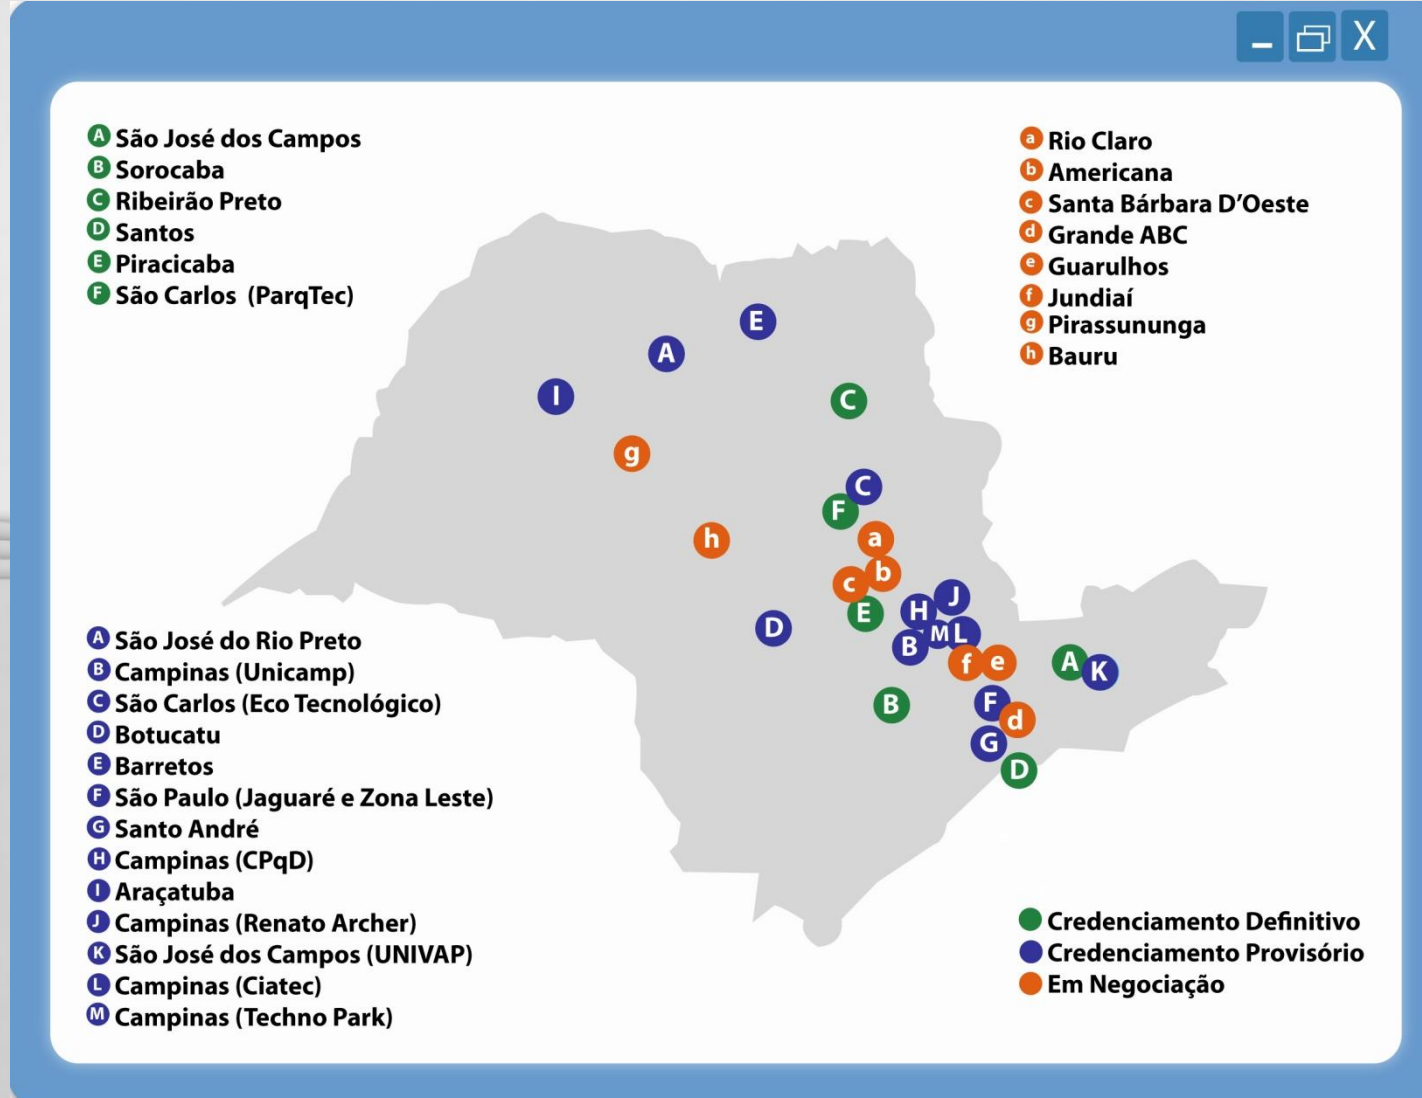 A São José dos Campos
B Sorocaba
C Ribeirão Preto
D Santos
E Piracicaba
F São Carlos (ParqTec)
a Rio Claro
b Americana
c Santa Bárbara D'Oeste
d Grande ABC
e Guarulhos
f Jundiaí
g Pirassununga
h Bauru
E
A
I
C
g
C
F
h
a
b
c
E
J
H
D
M
L
B
f
e
A
K
F
B
d
G
D
A São José do Rio Preto
B Campinas (Unicamp)
C São Carlos (Eco Tecnológico)
D Botucatu
E Barretos
F São Paulo (Jaguaré e Zona Leste)
G Santo André
H Campinas (CPqD)
I Araçatuba
J Campinas (Renato Archer)
K São José dos Campos (UNIVAP)
L Campinas (Ciatec)
M Campinas (Techno Park)
Credenciamento Definitivo
Credenciamento Provisório
Em Negociação